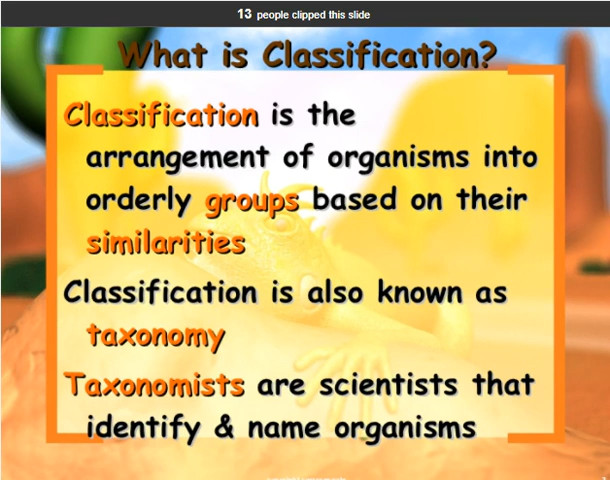 13 people clipped this slide
What is Classification?
Classification is the
arrangement of organisms into
orderly groups based on their
similarities
Classification is also known as
taxonomy
Taxonomists are scientists that
identify & name organisms